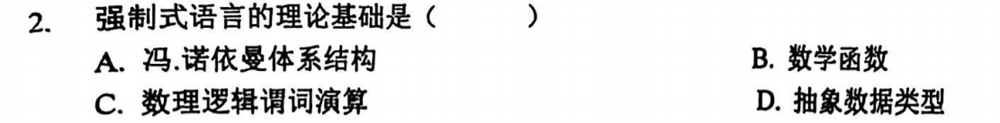 2. 强制式语言的理论基础是（ ）
A. 冯.诺依曼体系结构 B. 数学函数
C. 数理逻辑谓词演算 D. 抽象数据类型